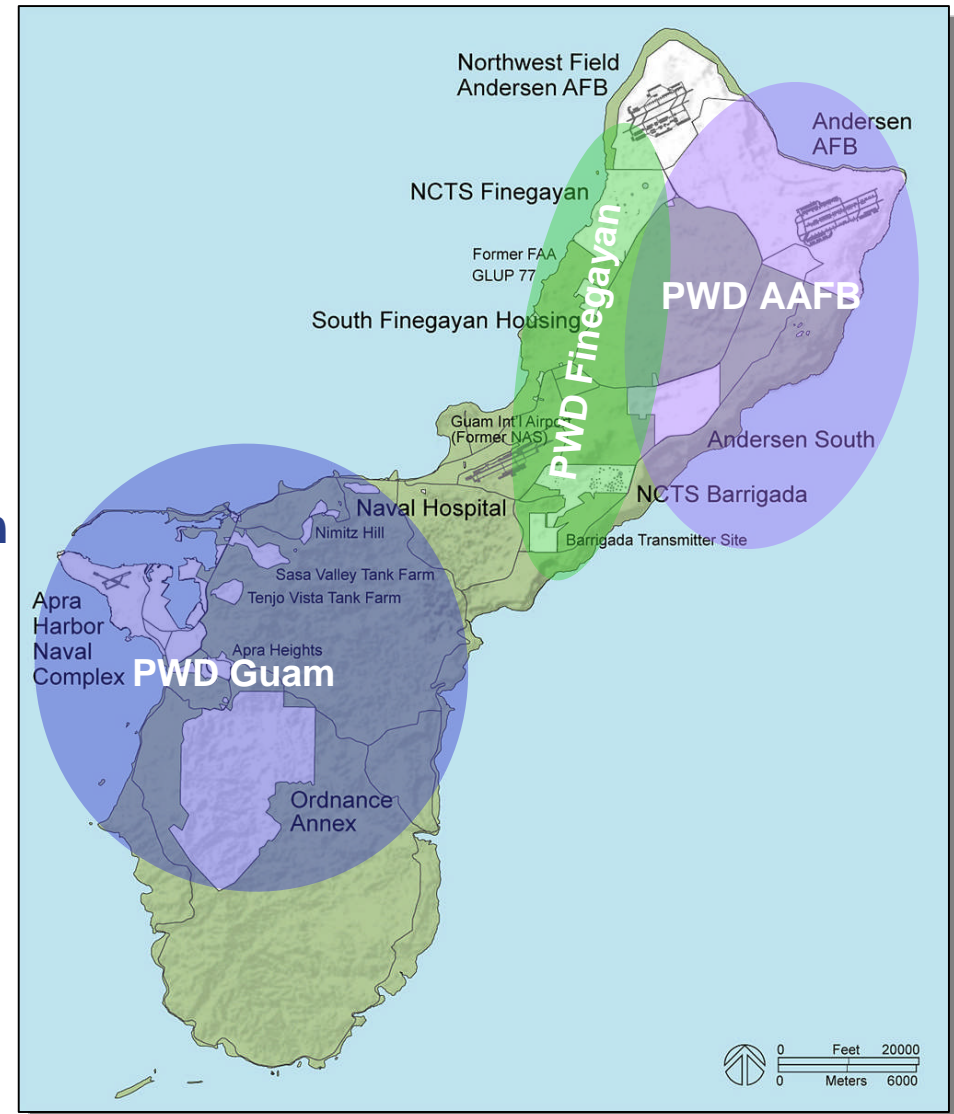 Northwest Field
Andersen AFB
Andersen
AFB
NCTS Finegayan
Former FAA
GLUP 77
PWD Finegayan
PWD AAFB
South Finegayan Housing
Guam Int'l Airport
(Former NAS)
Andersen South
NCTS Barrigada
Naval Hospital
Nimitz Hill
Barrigada Transmitter Site
Sasa Valley Tank Farm
Tenjo Vista Tank Farm
Apra
Harbor
Naval
Complex
Apra Heights
PWD Guam
Ordnance
Annex
0 Feet 20000
0 Meters 6000